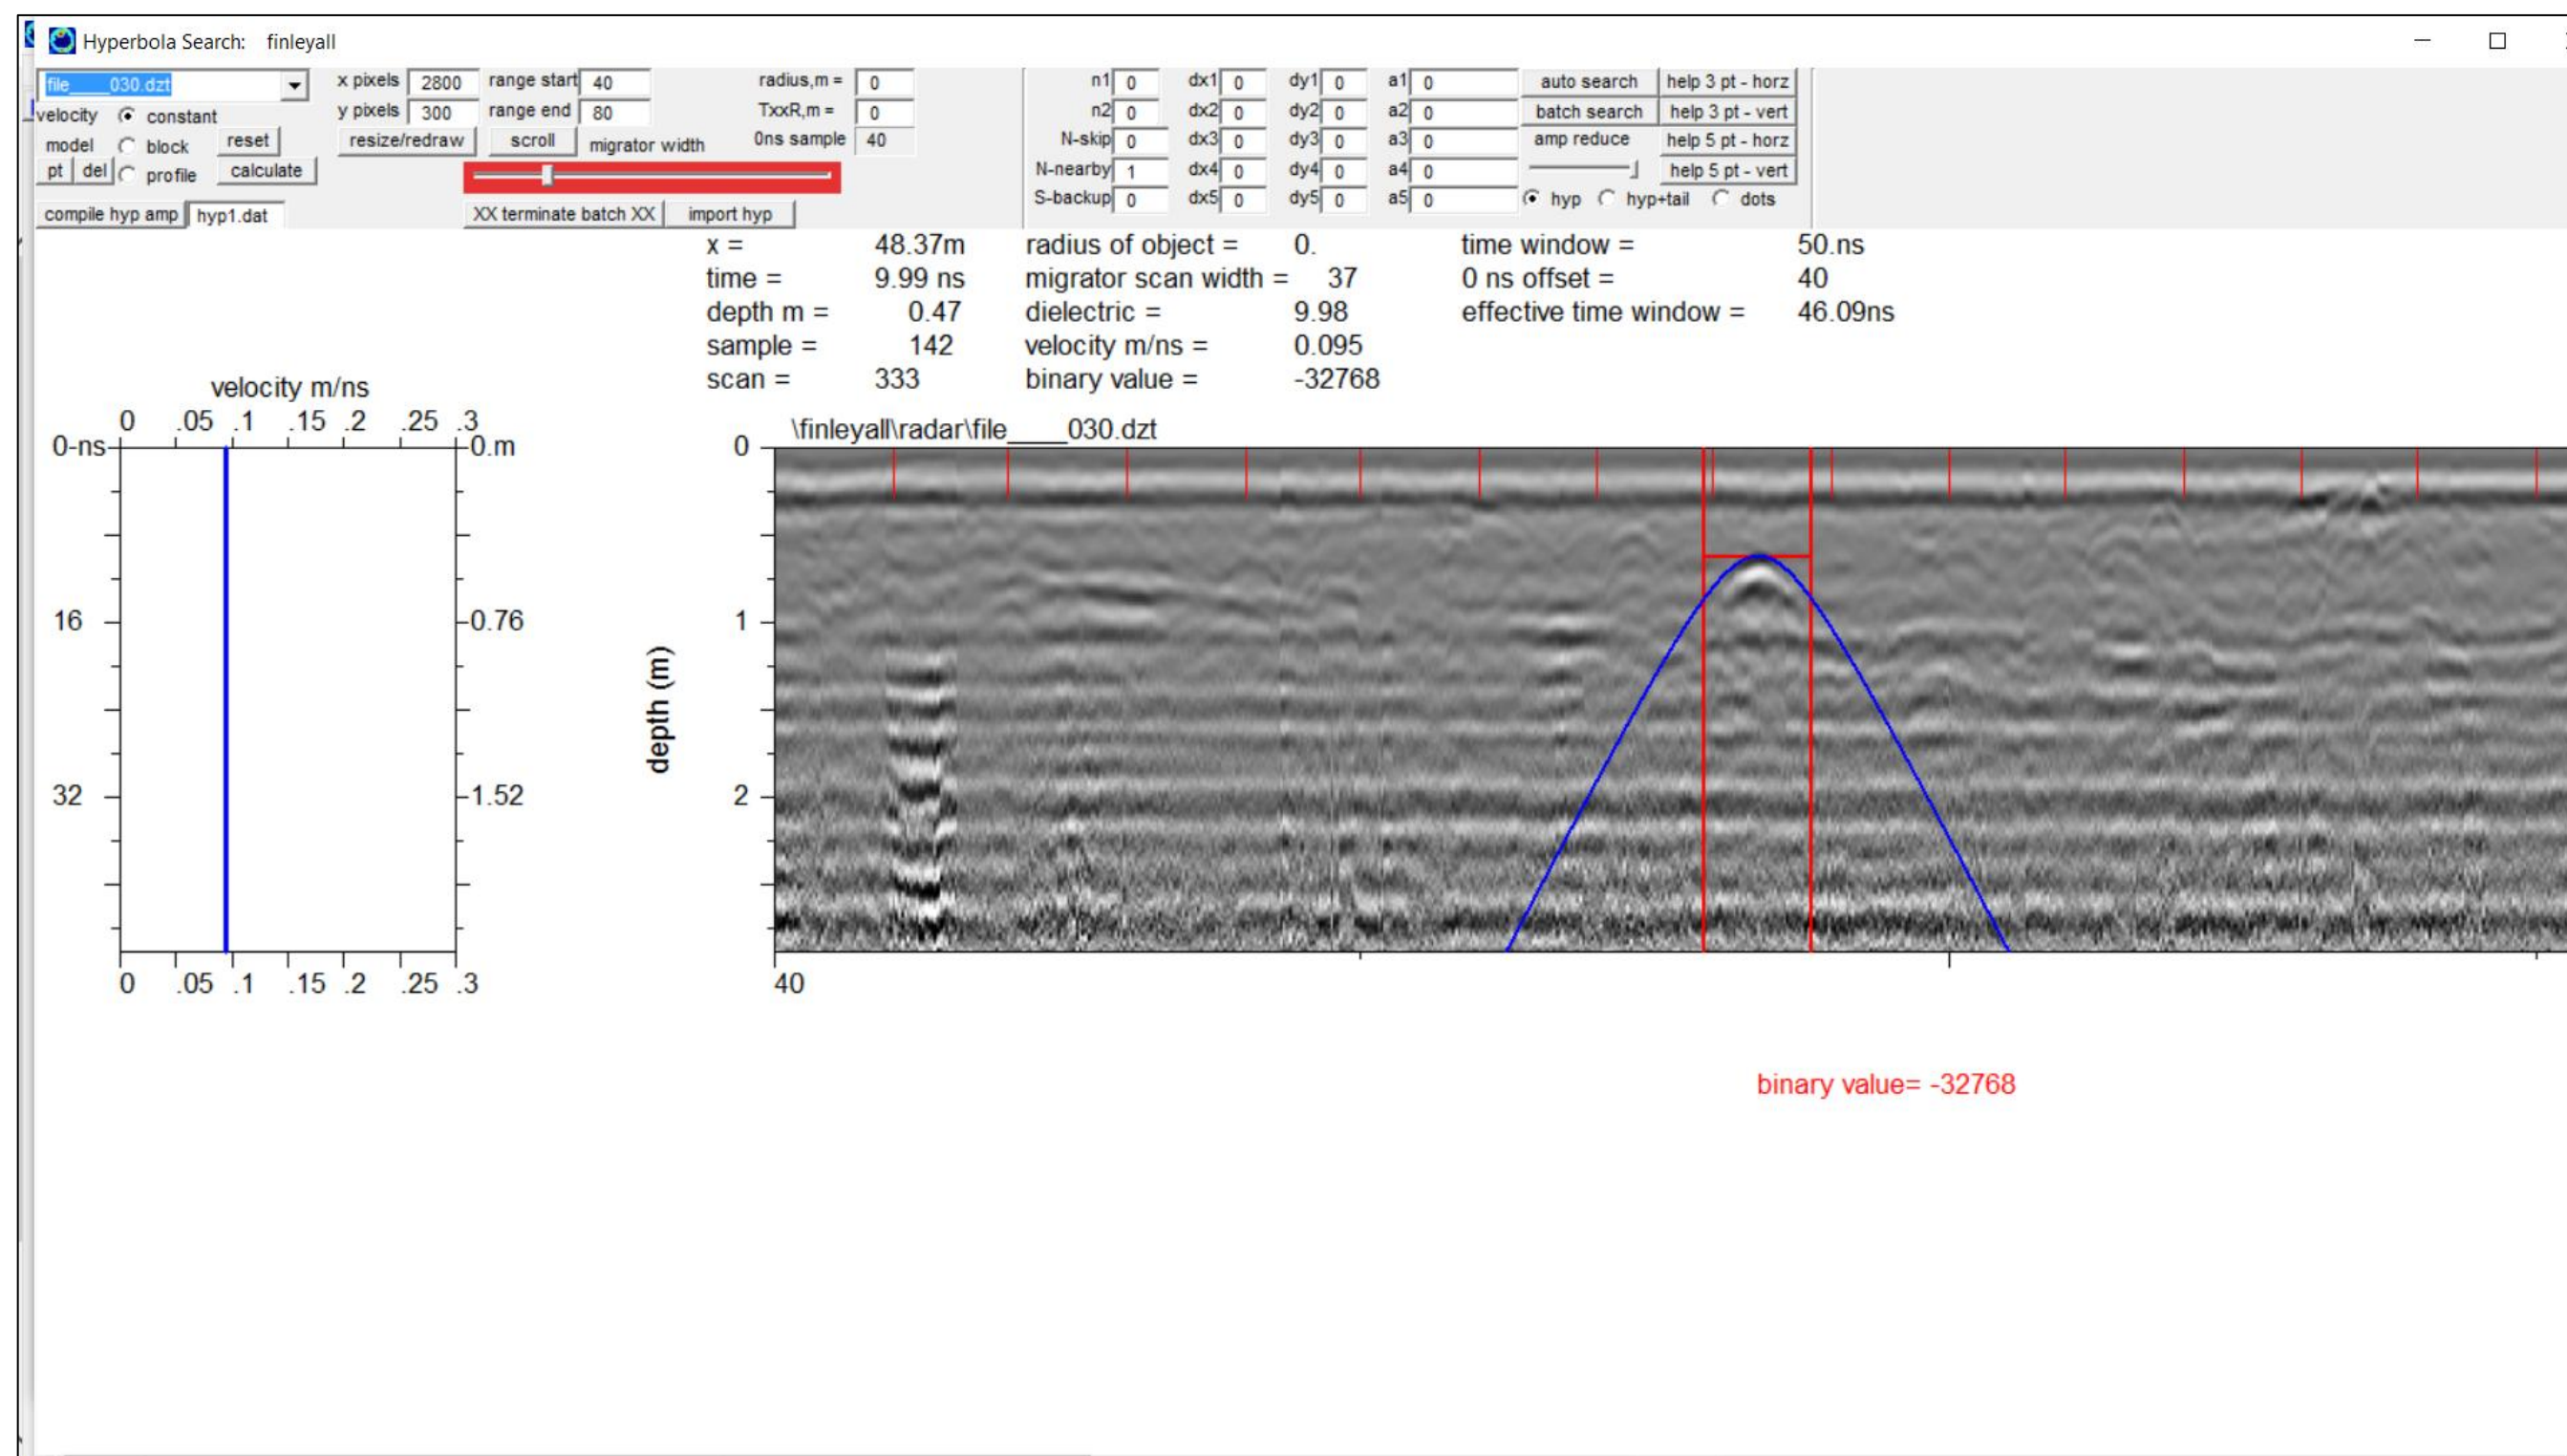 Hyperbola Search: finleyall
file____030.dzt x pixels 2800 range start 40 radius,m = 0 n1 0 dx1 0 dy1 0 a1 0 auto search help 3 pt - horz
velocity constant y pixels 300 range end 80 TxxR,m = 0 n2 0 dx2 0 dy2 0 a2 0 batch search help 3 pt - vert
model block reset resize/redraw scroll migrator width 0ns sample 40 N-skip 0 dx3 0 dy3 0 a3 0 amp reduce help 5 pt - horz
pt del profile calculate N-nearby 1 dx4 0 dy4 0 a4 0 help 5 pt - vert
compile hyp amp hyp1.dat XX terminate batch XX import hyp S-backup 0 dx5 0 dy5 0 a5 0 hyp hyp+tail dots
x = 48.37m radius of object = 0. time window = 50.ns
time = 9.99 ns migrator scan width = 37 0 ns offset = 40
depth m = 0.47 dielectric = 9.98 effective time window = 46.09ns
sample = 142 velocity m/ns = 0.095
scan = 333 binary value = -32768
velocity m/ns
0 .05 .1 .15 .2 .25 .3
\finleyall\radar\file____030.dzt
0-ns 0.m 0
16 0.76 1
depth (m)
32 1.52 2
0 .05 .1 .15 .2 .25 .3 40
binary value= -32768